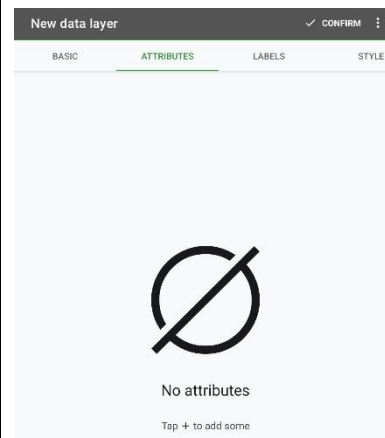 New data layer
✓ CONFIRM ⋮
BASIC ATTRIBUTES LABELS STYLE
No attributes
Tap + to add some